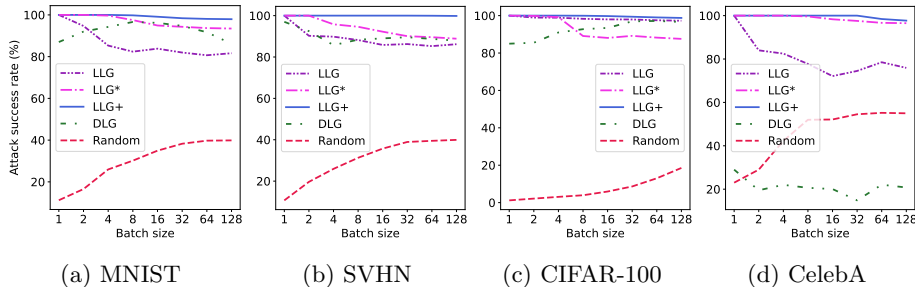 Attack success rate (%)
100
80
60
40
20
LLG
LLG*
LLG+
DLG
Random
1 2 4 8 16 32 64 128
Batch size
(a) MNIST
100
80
60
40
20
LLG
LLG*
LLG+
DLG
Random
1 2 4 8 16 32 64 128
Batch size
(b) SVHN
100
80
60
40
20
0
LLG
LLG*
LLG+
DLG
Random
1 2 4 8 16 32 64 128
Batch size
(c) CIFAR-100
100
80
60
40
20
LLG
LLG*
LLG+
DLG
Random
1 2 4 8 16 32 64 128
Batch size
(d) CelebA